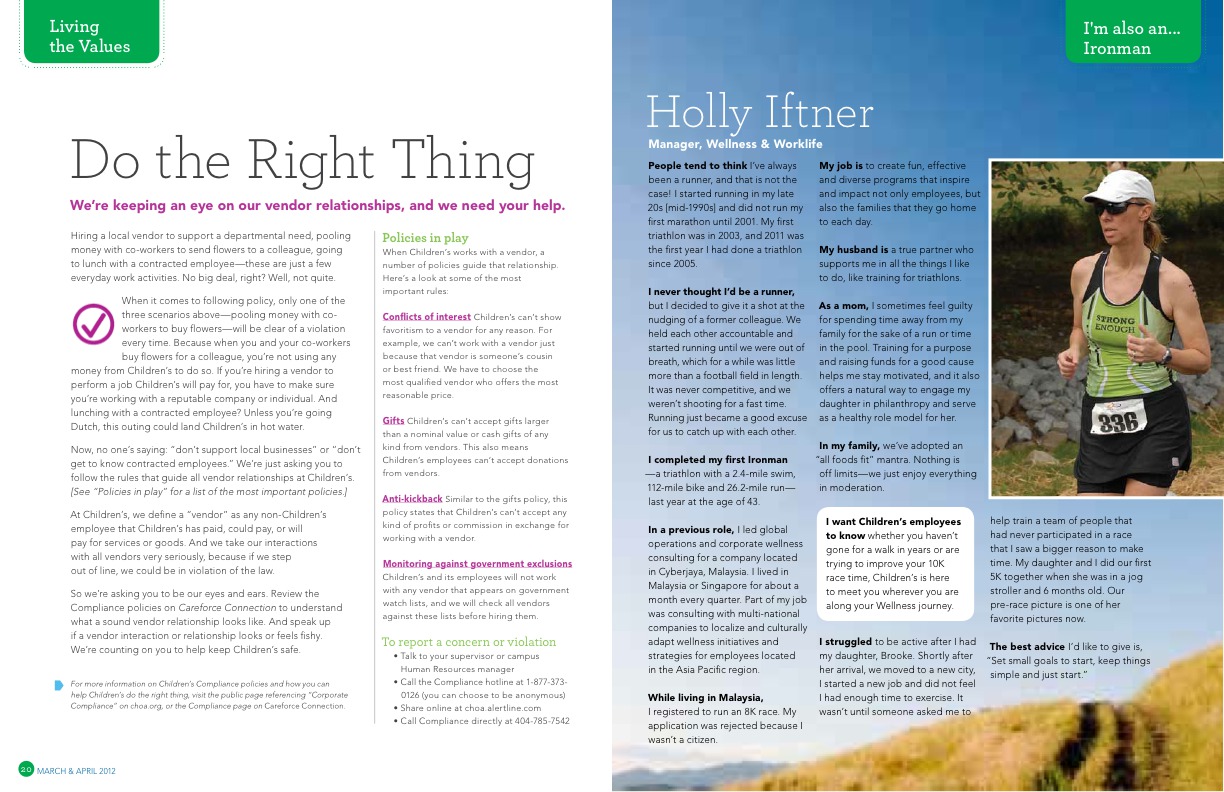 Living
the Values
Do the Right Thing
We're keeping an eye on our vendor relationships, and we need your help.
Hiring a local vendor to support a departmental need, pooling
money with co-workers to send flowers to a colleague, going
to lunch with a contracted employee—these are just a few
everyday work activities. No big deal, right? Well, not quite.
When it comes to following policy, only one of the
three scenarios above—pooling money with co-
workers to buy flowers—will be clear of a violation
every time. Because when you and your co-workers
buy flowers for a colleague, you're not using any
money from Children's to do so. If you're hiring a vendor to
perform a job Children's will pay for, you have to make sure
you're working with a reputable company or individual. And
lunching with a contracted employee? Unless you're going
Dutch, this outing could land Children's in hot water.
Now, no one's saying: "don't support local businesses" or "don't
get to know contracted employees." We're just asking you to
follow the rules that guide all vendor relationships at Children's.
[See "Policies in play" for a list of the most important policies.]
At Children's, we define a "vendor" as any non-Children's
employee that Children's has paid, could pay, or will
pay for services or goods. And we take our interactions
with all vendors very seriously, because if we step
out of line, we could be in violation of the law.
So we're asking you to be our eyes and ears. Review the
Compliance policies on Careforce Connection to understand
what a sound vendor relationship looks like. And speak up
if a vendor interaction or relationship looks or feels fishy.
We're counting on you to help keep Children's safe.
For more information on Children's Compliance policies and how you can
help Children's do the right thing, visit the public page referencing "Corporate
Compliance" on choa.org, or the Compliance page on Careforce Connection.
Policies in play
When Children's works with a vendor, a
number of policies guide that relationship.
Here's a look at some of the most
important rules:
Conflicts of interest Children's can't show
favoritism to a vendor for any reason. For
example, we can't work with a vendor just
because that vendor is someone's cousin
or best friend. We have to choose the
most qualified vendor who offers the most
reasonable price.
Gifts Children's can't accept gifts larger
than a nominal value or cash gifts of any
kind from vendors. This also means
Children's employees can't accept donations
from vendors.
Anti-kickback Similar to the gifts policy, this
policy states that Children's can't accept any
kind of profits or commission in exchange for
working with a vendor.
Monitoring against government exclusions
Children's and its employees will not work
with any vendor that appears on government
watch lists, and we will check all vendors
against these lists before hiring them.
To report a concern or violation
• Talk to your supervisor or campus
Human Resources manager
• Call the Compliance hotline at 1-877-373-
0126 (you can choose to be anonymous)
• Share online at choa.alertline.com
• Call Compliance directly at 404-785-7542
20 MARCH & APRIL 2012
I'm also an...
Ironman
Holly Iftner
Manager, Wellness & Worklife
People tend to think I've always
been a runner, and that is not the
case! I started running in my late
20s [mid-1990s] and did not run my
first marathon until 2001. My first
triathlon was in 2003, and 2011 was
the first year I had done a triathlon
since 2005.
I never thought I'd be a runner,
but I decided to give it a shot at the
nudging of a former colleague. We
held each other accountable and
started running until we were out of
breath, which for a while was little
more than a football field in length.
It was never competitive, and we
weren't shooting for a fast time.
Running just became a good excuse
for us to catch up with each other.
I completed my first Ironman
—a triathlon with a 2.4-mile swim,
112-mile bike and 26.2-mile run—
last year at the age of 43.
In a previous role, I led global
operations and corporate wellness
consulting for a company located
in Cyberjaya, Malaysia. I lived in
Malaysia or Singapore for about a
month every quarter. Part of my job
was consulting with multi-national
companies to localize and culturally
adapt wellness initiatives and
strategies for employees located
in the Asia Pacific region.
While living in Malaysia,
I registered to run an 8K race. My
application was rejected because I
wasn't a citizen.
My job is to create fun, effective
and diverse programs that inspire
and impact not only employees, but
also the families that they go home
to each day.
My husband is a true partner who
supports me in all the things I like
to do, like training for triathlons.
As a mom, I sometimes feel guilty
for spending time away from my
family for the sake of a run or time
in the pool. Training for a purpose
and raising funds for a good cause
helps me stay motivated, and it also
offers a natural way to engage my
daughter in philanthropy and serve
as a healthy role model for her.
In my family, we've adopted an
"all foods fit" mantra. Nothing is
off limits—we just enjoy everything
in moderation.
I want Children's employees
to know whether you haven't
gone for a walk in years or are
trying to improve your 10K
race time, Children's is here
to meet you wherever you are
along your Wellness journey.
I struggled to be active after I had
my daughter, Brooke. Shortly after
her arrival, we moved to a new city,
I started a new job and did not feel
I had enough time to exercise. It
wasn't until someone asked me to
help train a team of people that
had never participated in a race
that I saw a bigger reason to make
time. My daughter and I did our first
5K together when she was in a jog
stroller and 6 months old. Our
pre-race picture is one of her
favorite pictures now.
The best advice I'd like to give is,
"Set small goals to start, keep things
simple and just start."
STRONG
ENOUGH
336